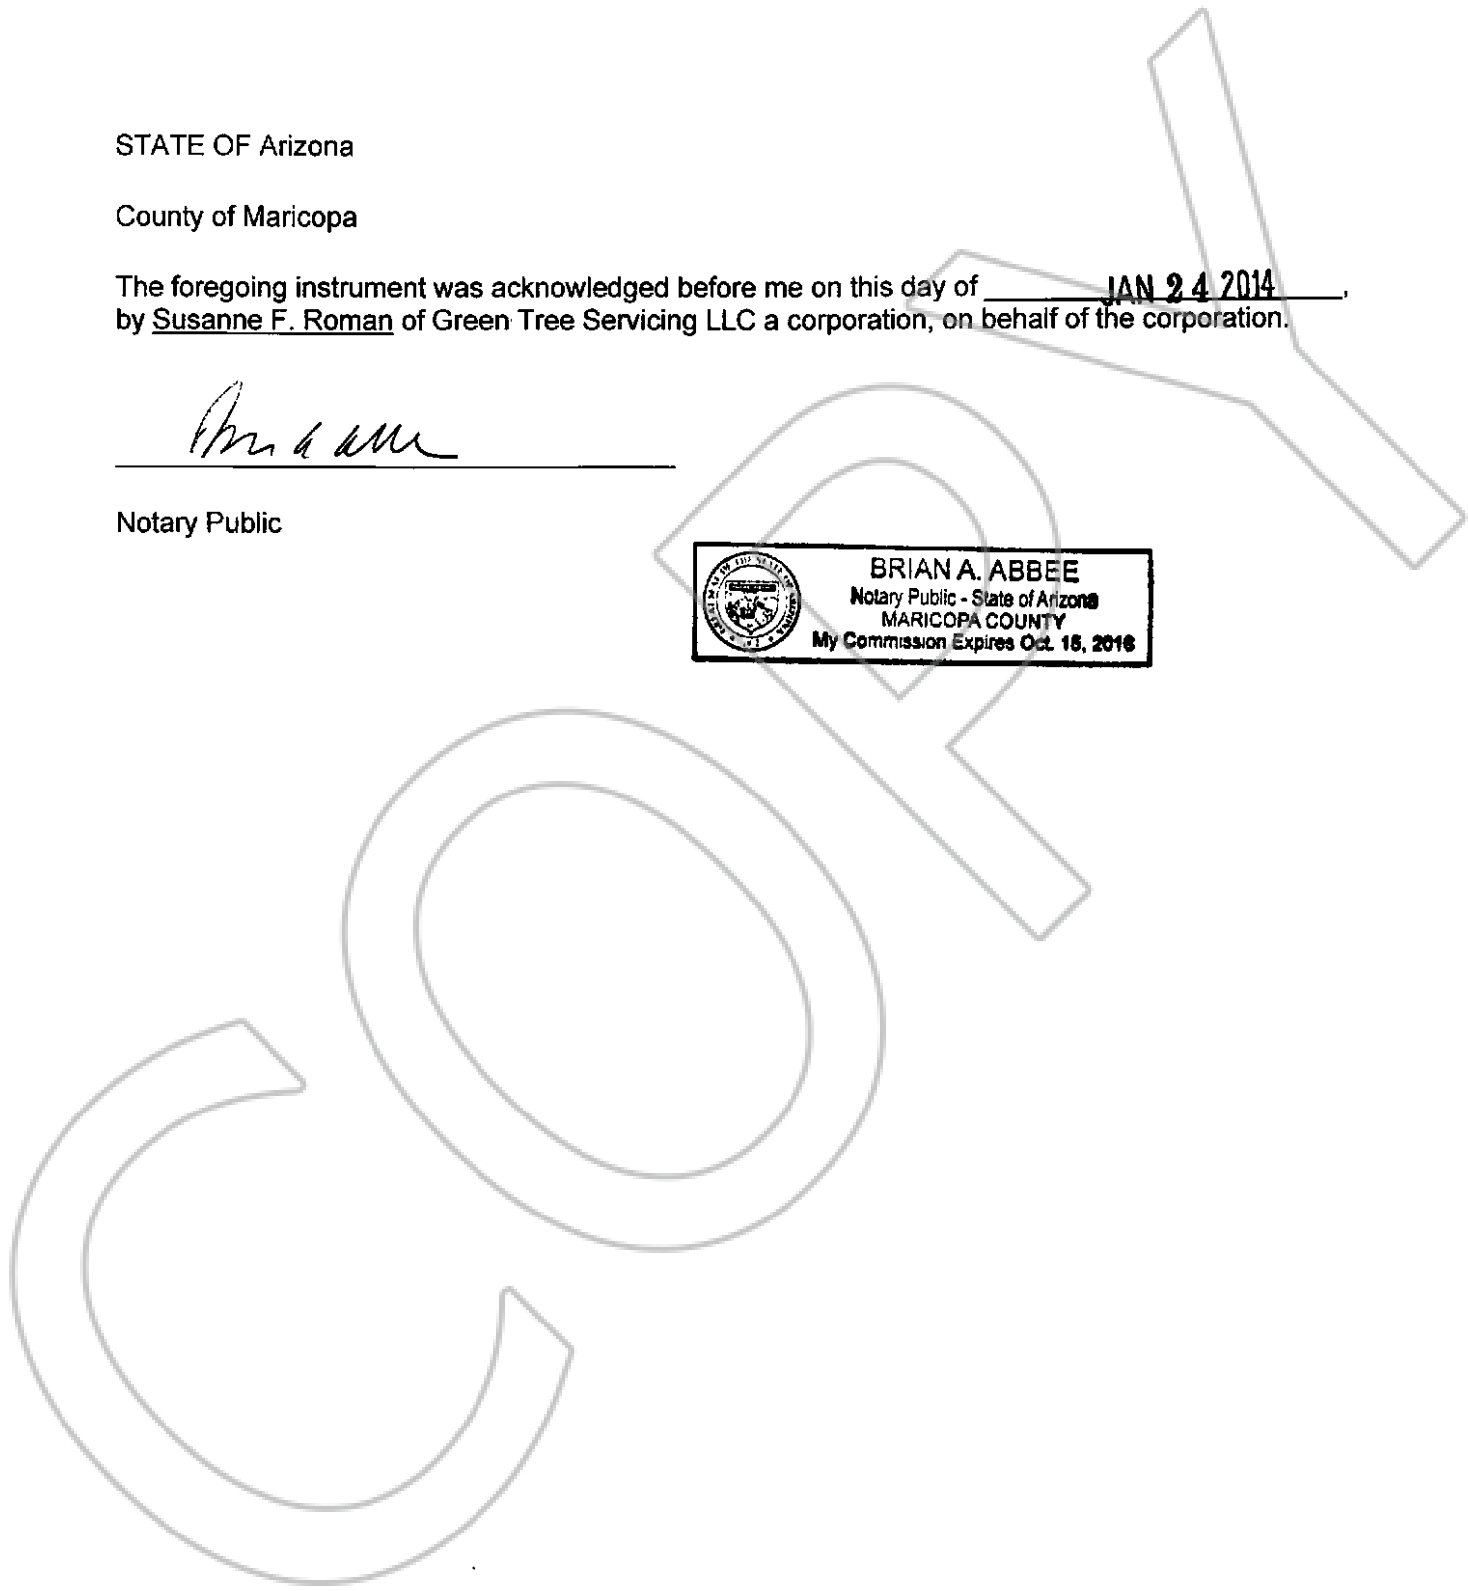 STATE OF Arizona
County of Maricopa
The foregoing instrument was acknowledged before me on this day of JAN 24 2014,
by Susanne F. Roman of Green Tree Servicing LLC a corporation, on behalf of the corporation.
Notary Public
BRIAN A. ABBEE
Notary Public - State of Arizona
MARICOPA COUNTY
My Commission Expires Oct. 15, 2016
COPY